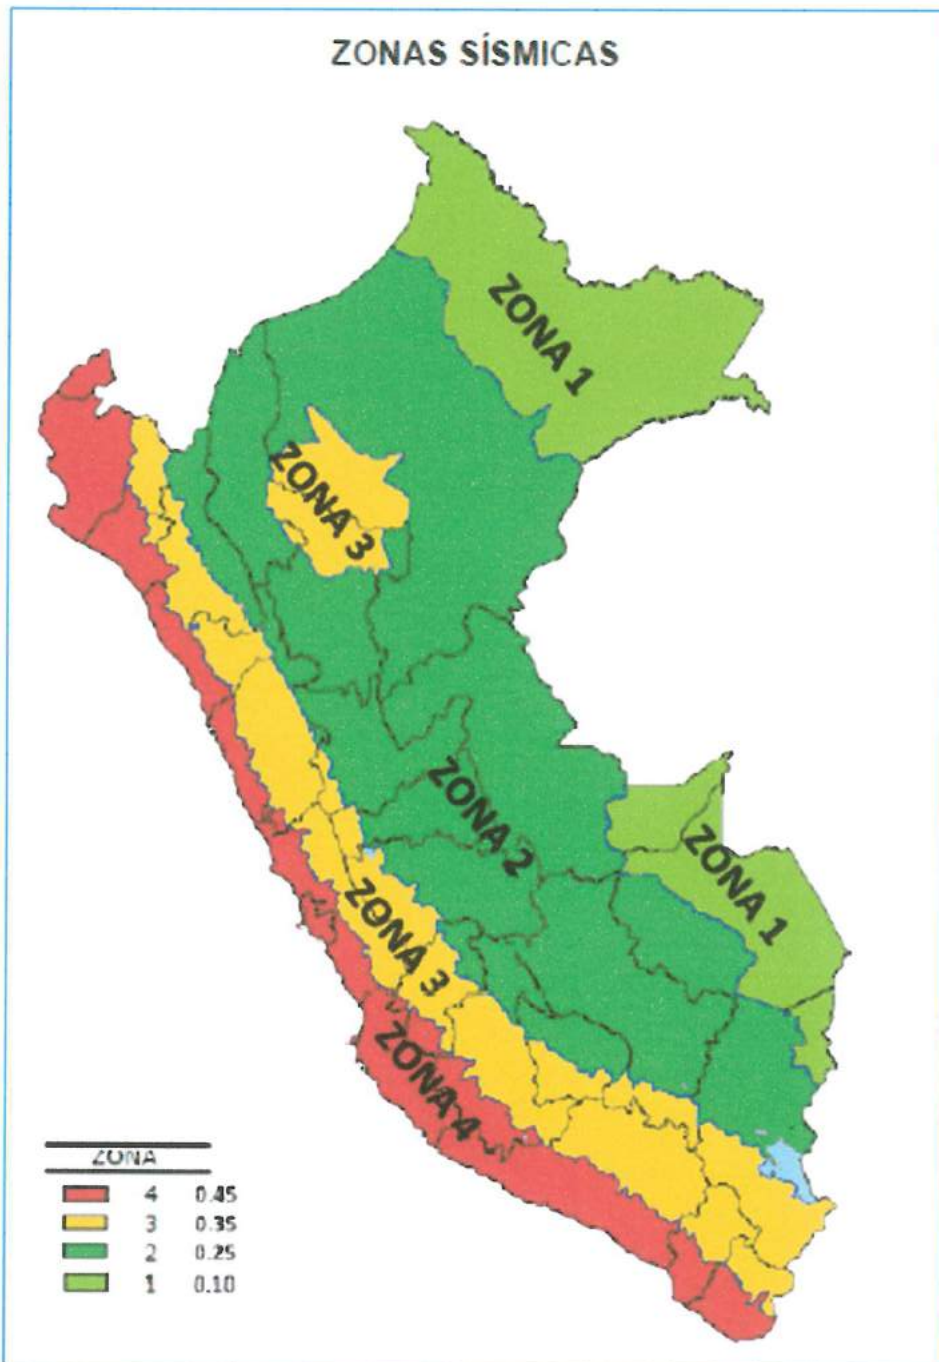 ZONAS SÍSMICAS
ZONA 1
ZONA 3
ZONA 2
ZONA 1
ZONA 3
ZONA 4
ZONA
4 0.45
3 0.35
2 0.25
1 0.10